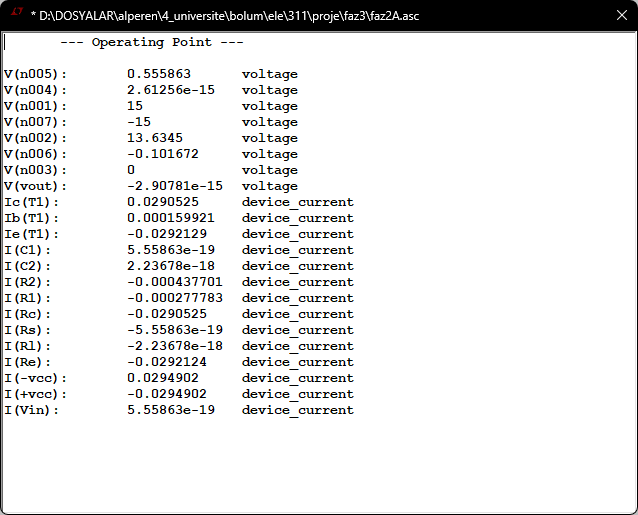 * D:\DOSYALAR\alperen\4_universite\bolum\ele\311\proje\faz3\faz2A.asc
--- Operating Point ---
V(n005): 0.555863 voltage
V(n004): 2.61256e-15 voltage
V(n001): 15 voltage
V(n007): -15 voltage
V(n002): 13.6345 voltage
V(n006): -0.101672 voltage
V(n003): 0 voltage
V(vout): -2.90781e-15 voltage
Ic(T1): 0.0290525 device_current
Ib(T1): 0.000159921 device_current
Ie(T1): -0.0292129 device_current
I(C1): 5.55863e-19 device_current
I(C2): 2.23678e-18 device_current
I(R2): -0.000437701 device_current
I(R1): -0.000277783 device_current
I(Rc): -0.0290525 device_current
I(Rs): -5.55863e-19 device_current
I(Rl): -2.23678e-18 device_current
I(Re): -0.0292124 device_current
I(-vcc): 0.0294902 device_current
I(+vcc): -0.0294902 device_current
I(Vin): 5.55863e-19 device_current